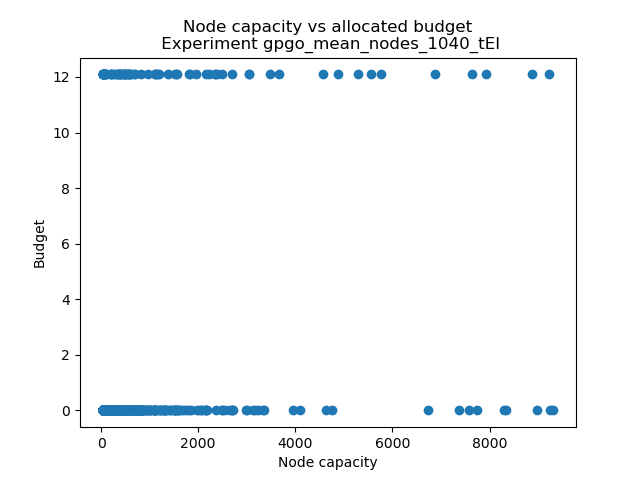 Node capacity vs allocated budget
Experiment gpgo_mean_nodes_1040_tEI
12
10
8
6
4
2
0
Budget
0 2000 4000 6000 8000
Node capacity